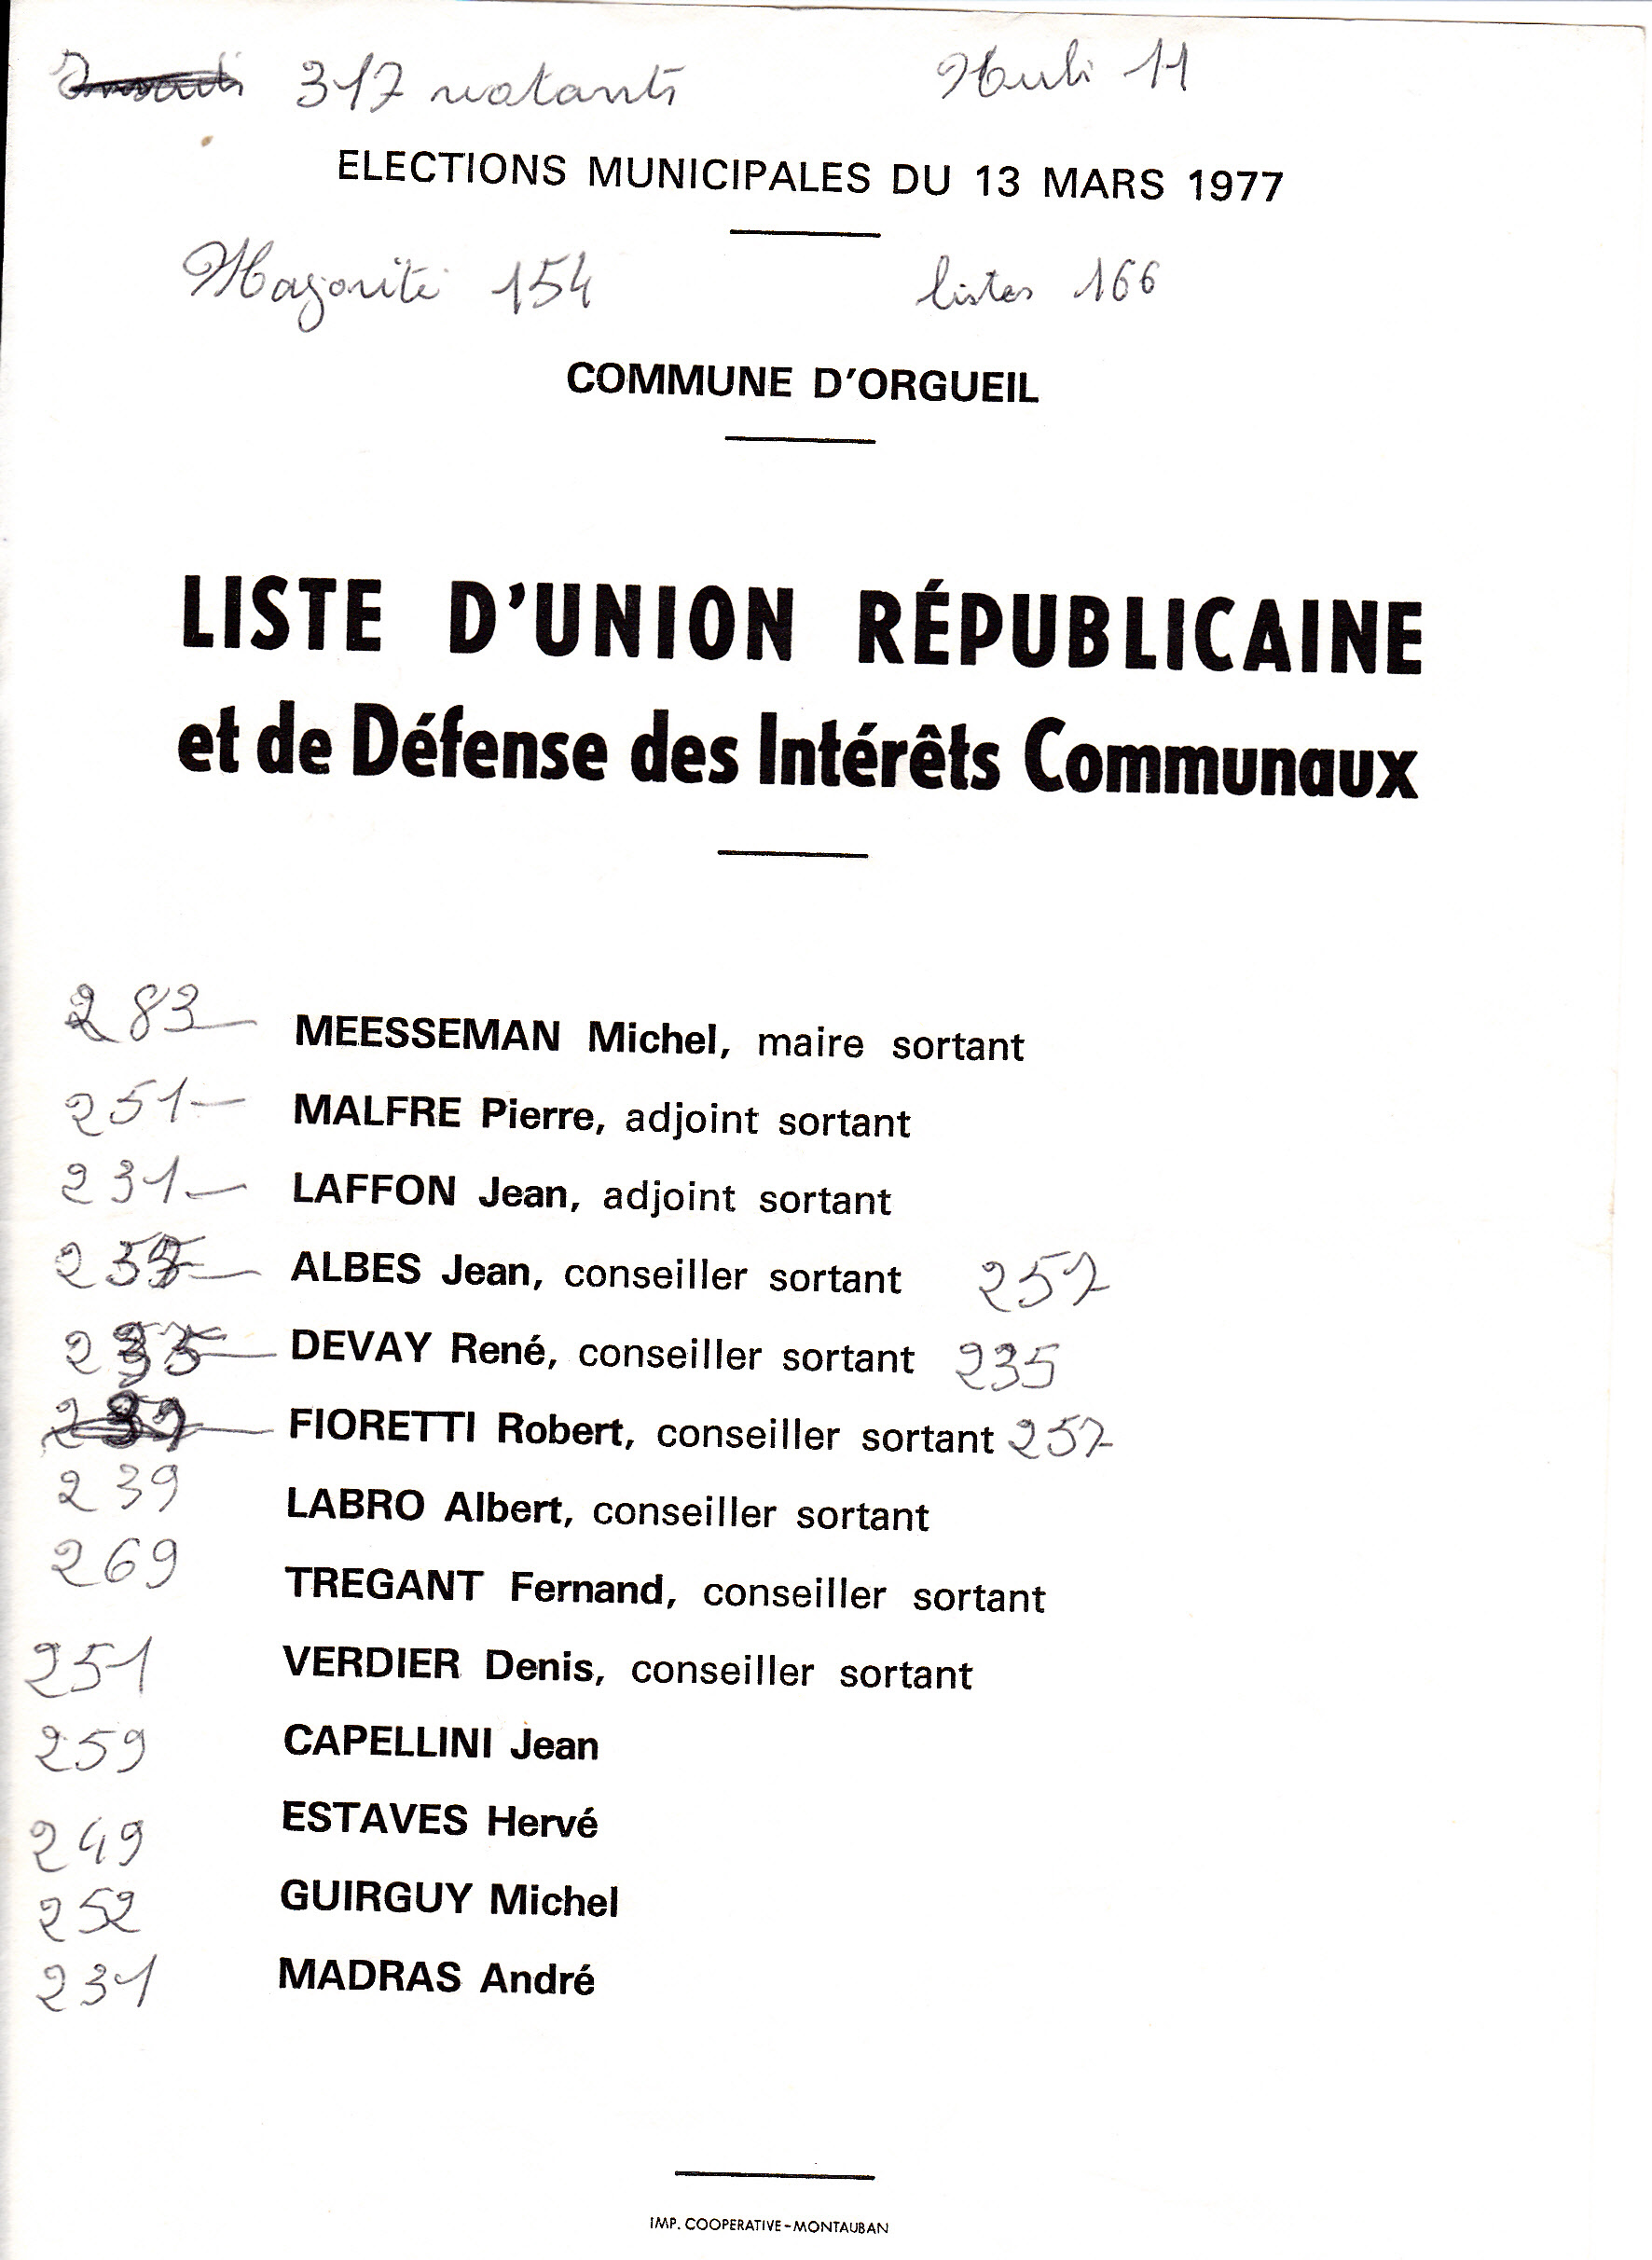 317 votants Nuls 11
ELECTIONS MUNICIPALES DU 13 MARS 1977
Majorité 154 listes 166
COMMUNE D'ORGUEIL
LISTE D'UNION RÉPUBLICAINE
et de Défense des Intérêts Communaux
283 MEESSEMAN Michel, maire sortant
251 MALFRE Pierre, adjoint sortant
231 LAFFON Jean, adjoint sortant
ALBES Jean, conseiller sortant 257
DEVAY René, conseiller sortant 235
FIORETTI Robert, conseiller sortant 257
239 LABRO Albert, conseiller sortant
269 TREGANT Fernand, conseiller sortant
251 VERDIER Denis, conseiller sortant
259 CAPELLINI Jean
249 ESTAVES Hervé
252 GUIRGUY Michel
231 MADRAS André
IMP. COOPERATIVE-MONTAUBAN